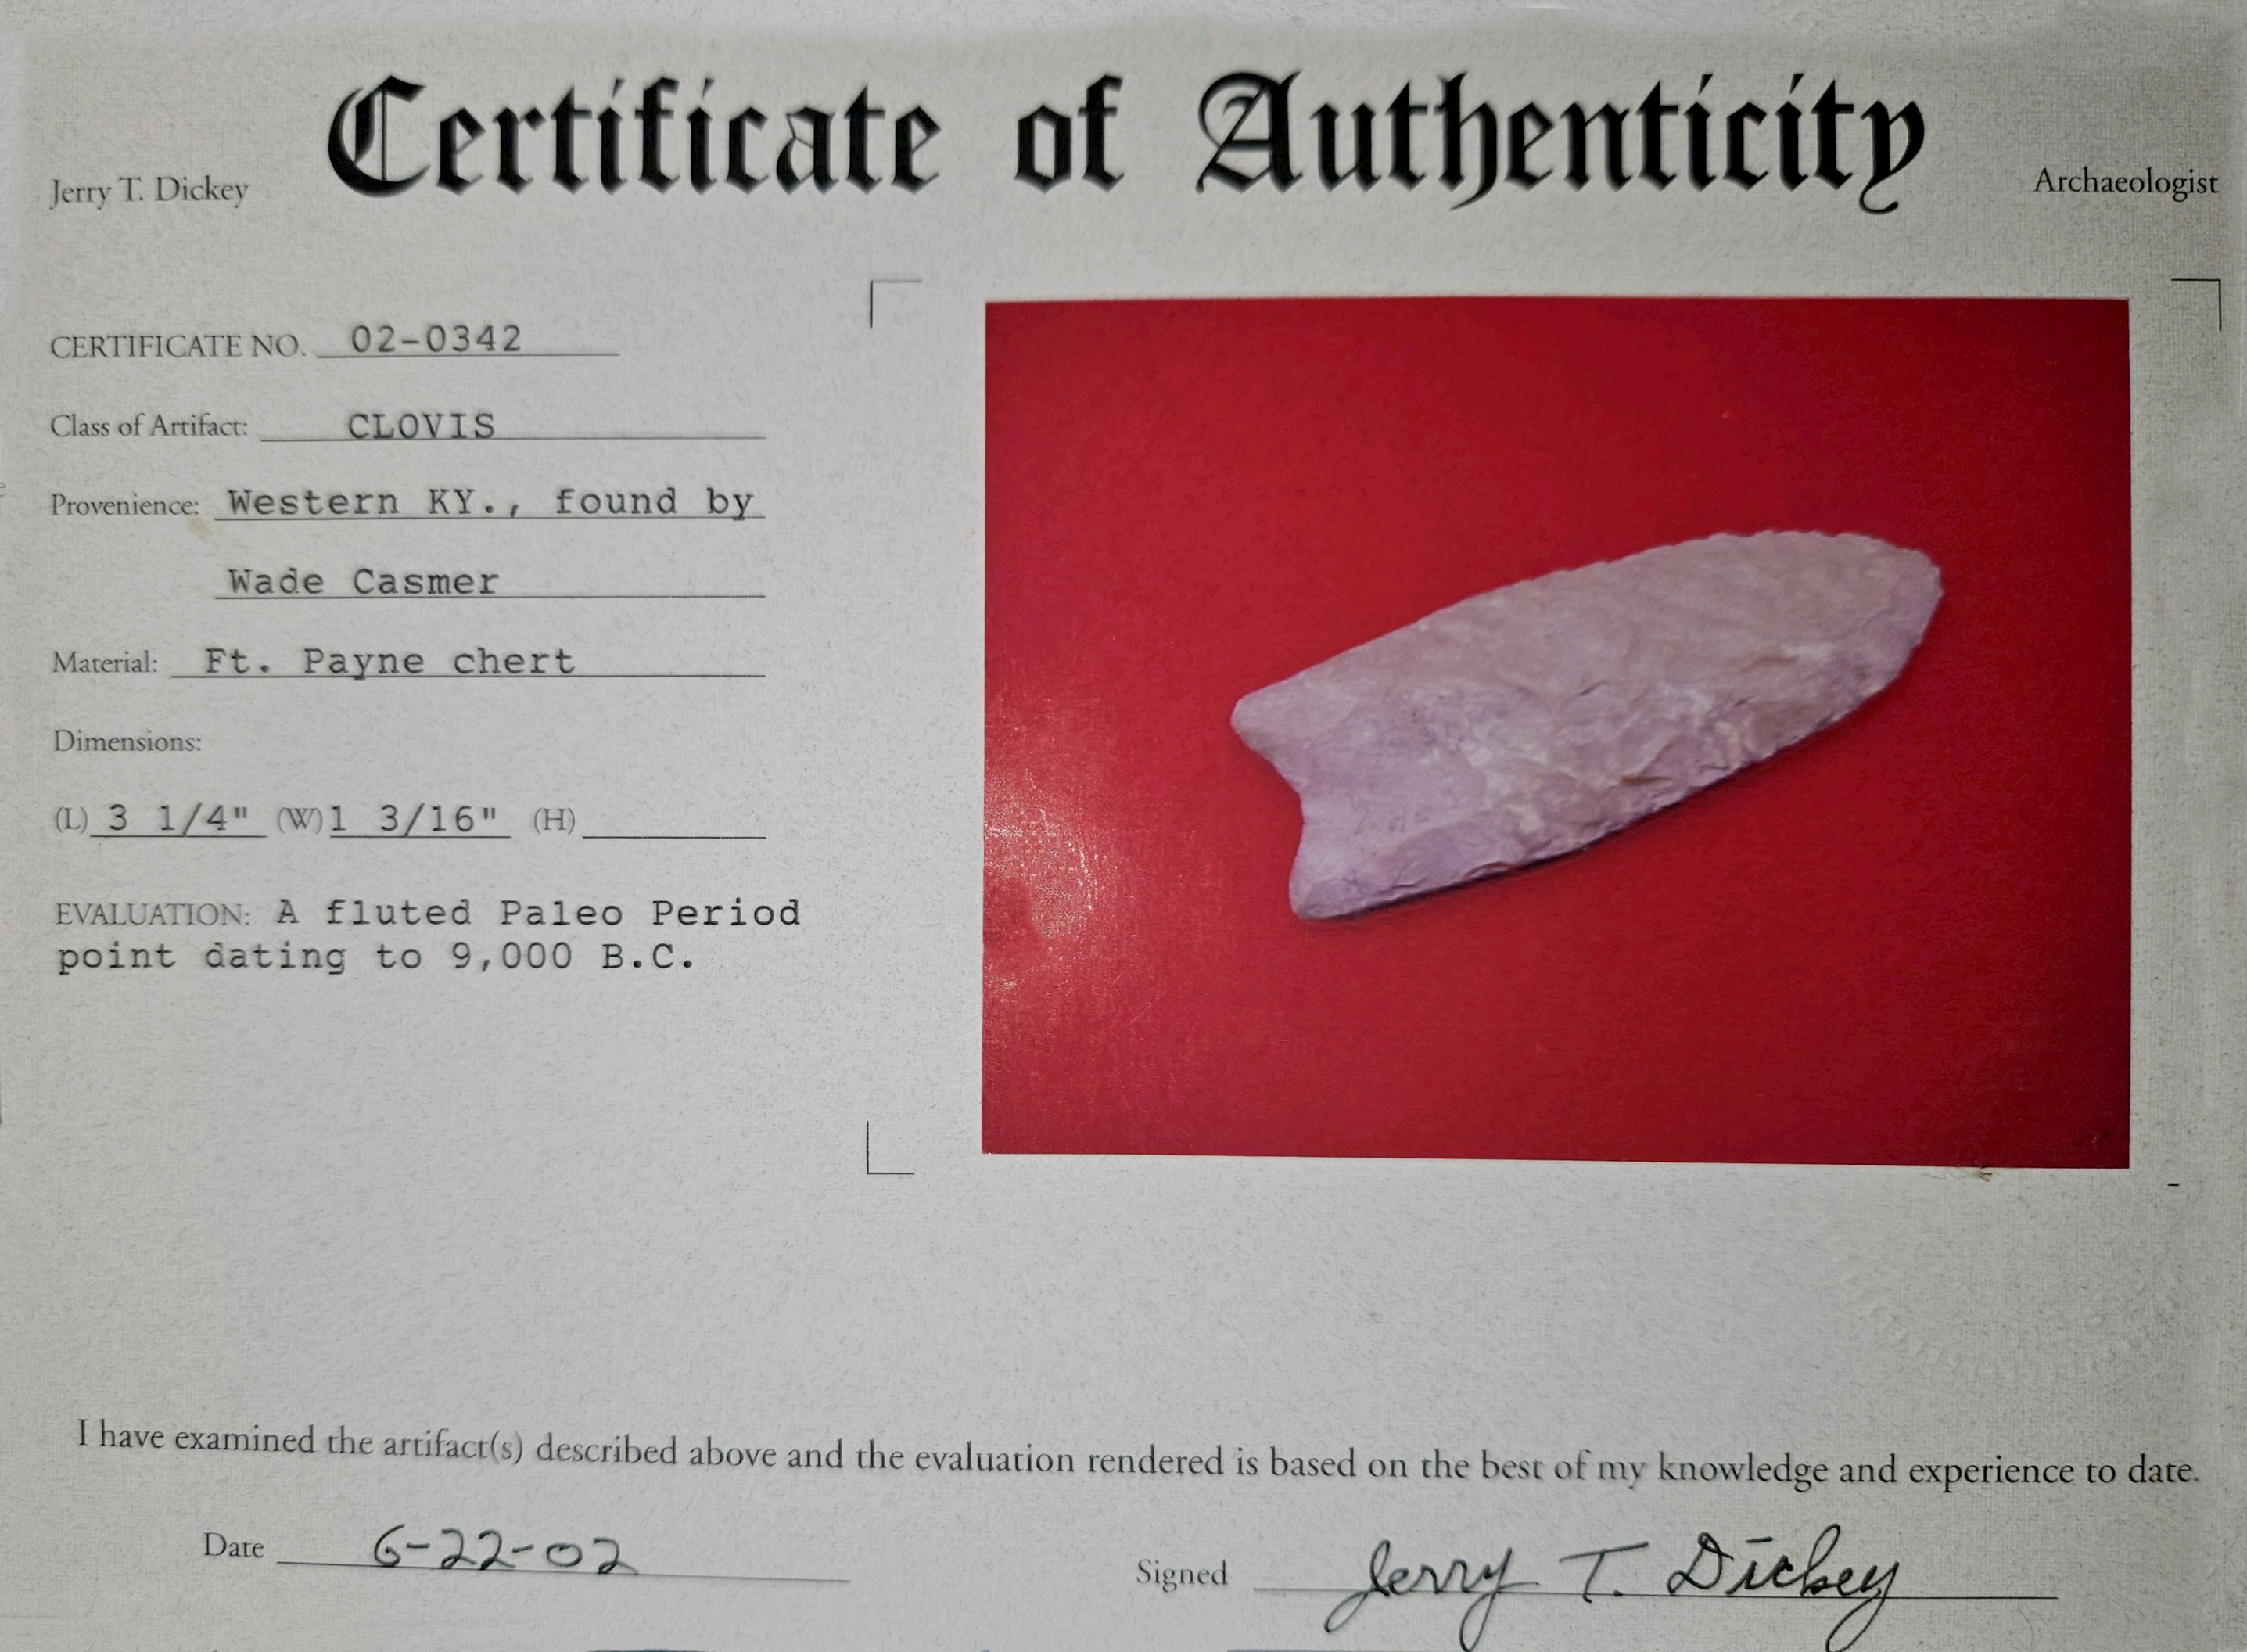 Certificate of Authenticity
Jerry T. Dickey
Archaeologist
CERTIFICATE NO. 02-0342
Class of Artifact: CLOVIS
Provenience: Western KY., found by
Wade Casmer
Material: Ft. Payne chert
Dimensions:
(L) 3 1/4" (W) 1 3/16" (H)
EVALUATION: A fluted Paleo Period
point dating to 9,000 B.C.
I have examined the artifact(s) described above and the evaluation rendered is based on the best of my knowledge and experience to date.
Date 6-22-02
Signed Jerry T. Dickey